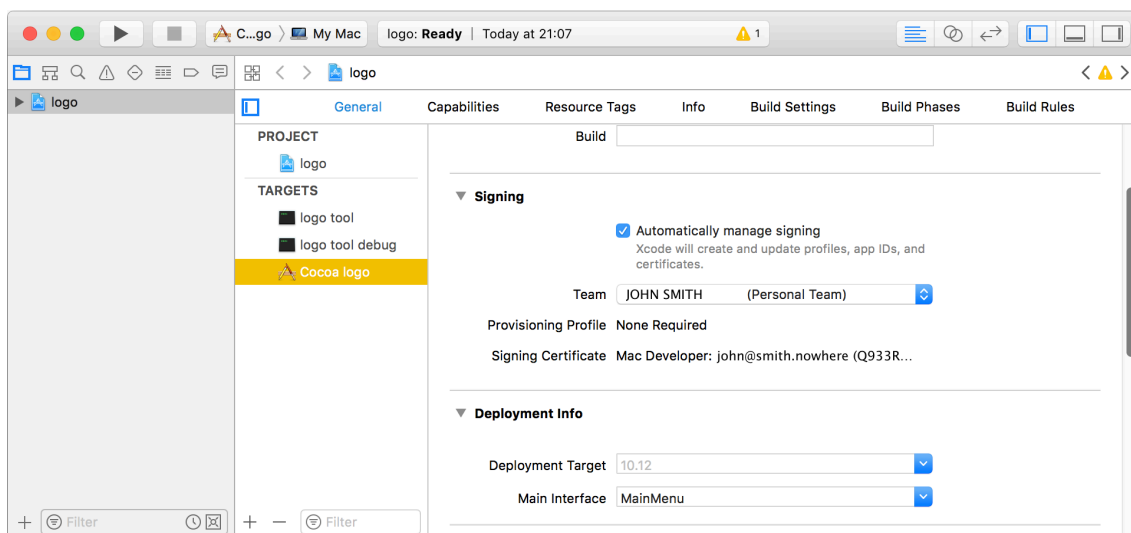 C...go 〉 My Mac
logo: Ready | Today at 21:07
1
logo
logo
General Capabilities Resource Tags Info Build Settings Build Phases Build Rules
PROJECT
logo
TARGETS
logo tool
logo tool debug
Cocoa logo
Build
Signing
Automatically manage signing
Xcode will create and update profiles, app IDs, and
certificates.
Team JOHN SMITH (Personal Team)
Provisioning Profile None Required
Signing Certificate Mac Developer: john@smith.nowhere (Q933R...
Deployment Info
Deployment Target 10.12
Main Interface MainMenu
Filter
Filter